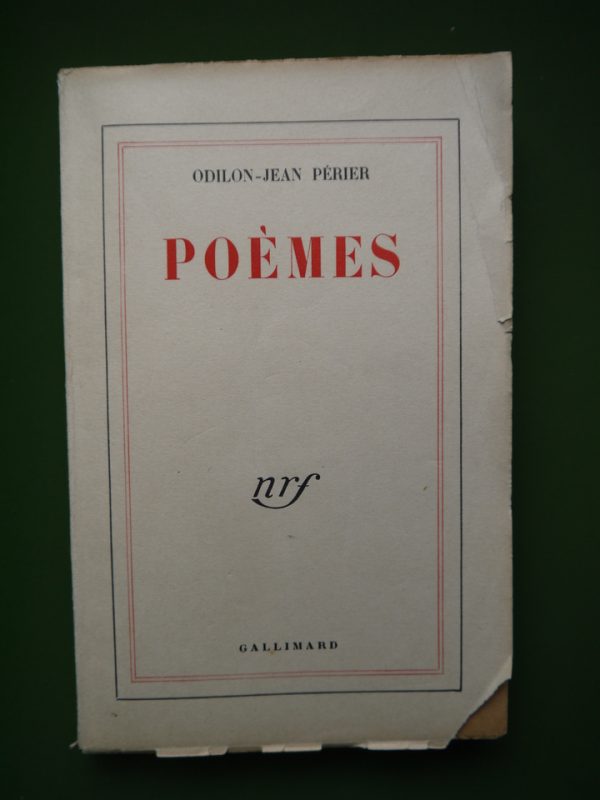 ODILON-JEAN PÉRIER
POÈMES
nrf
GALLIMARD